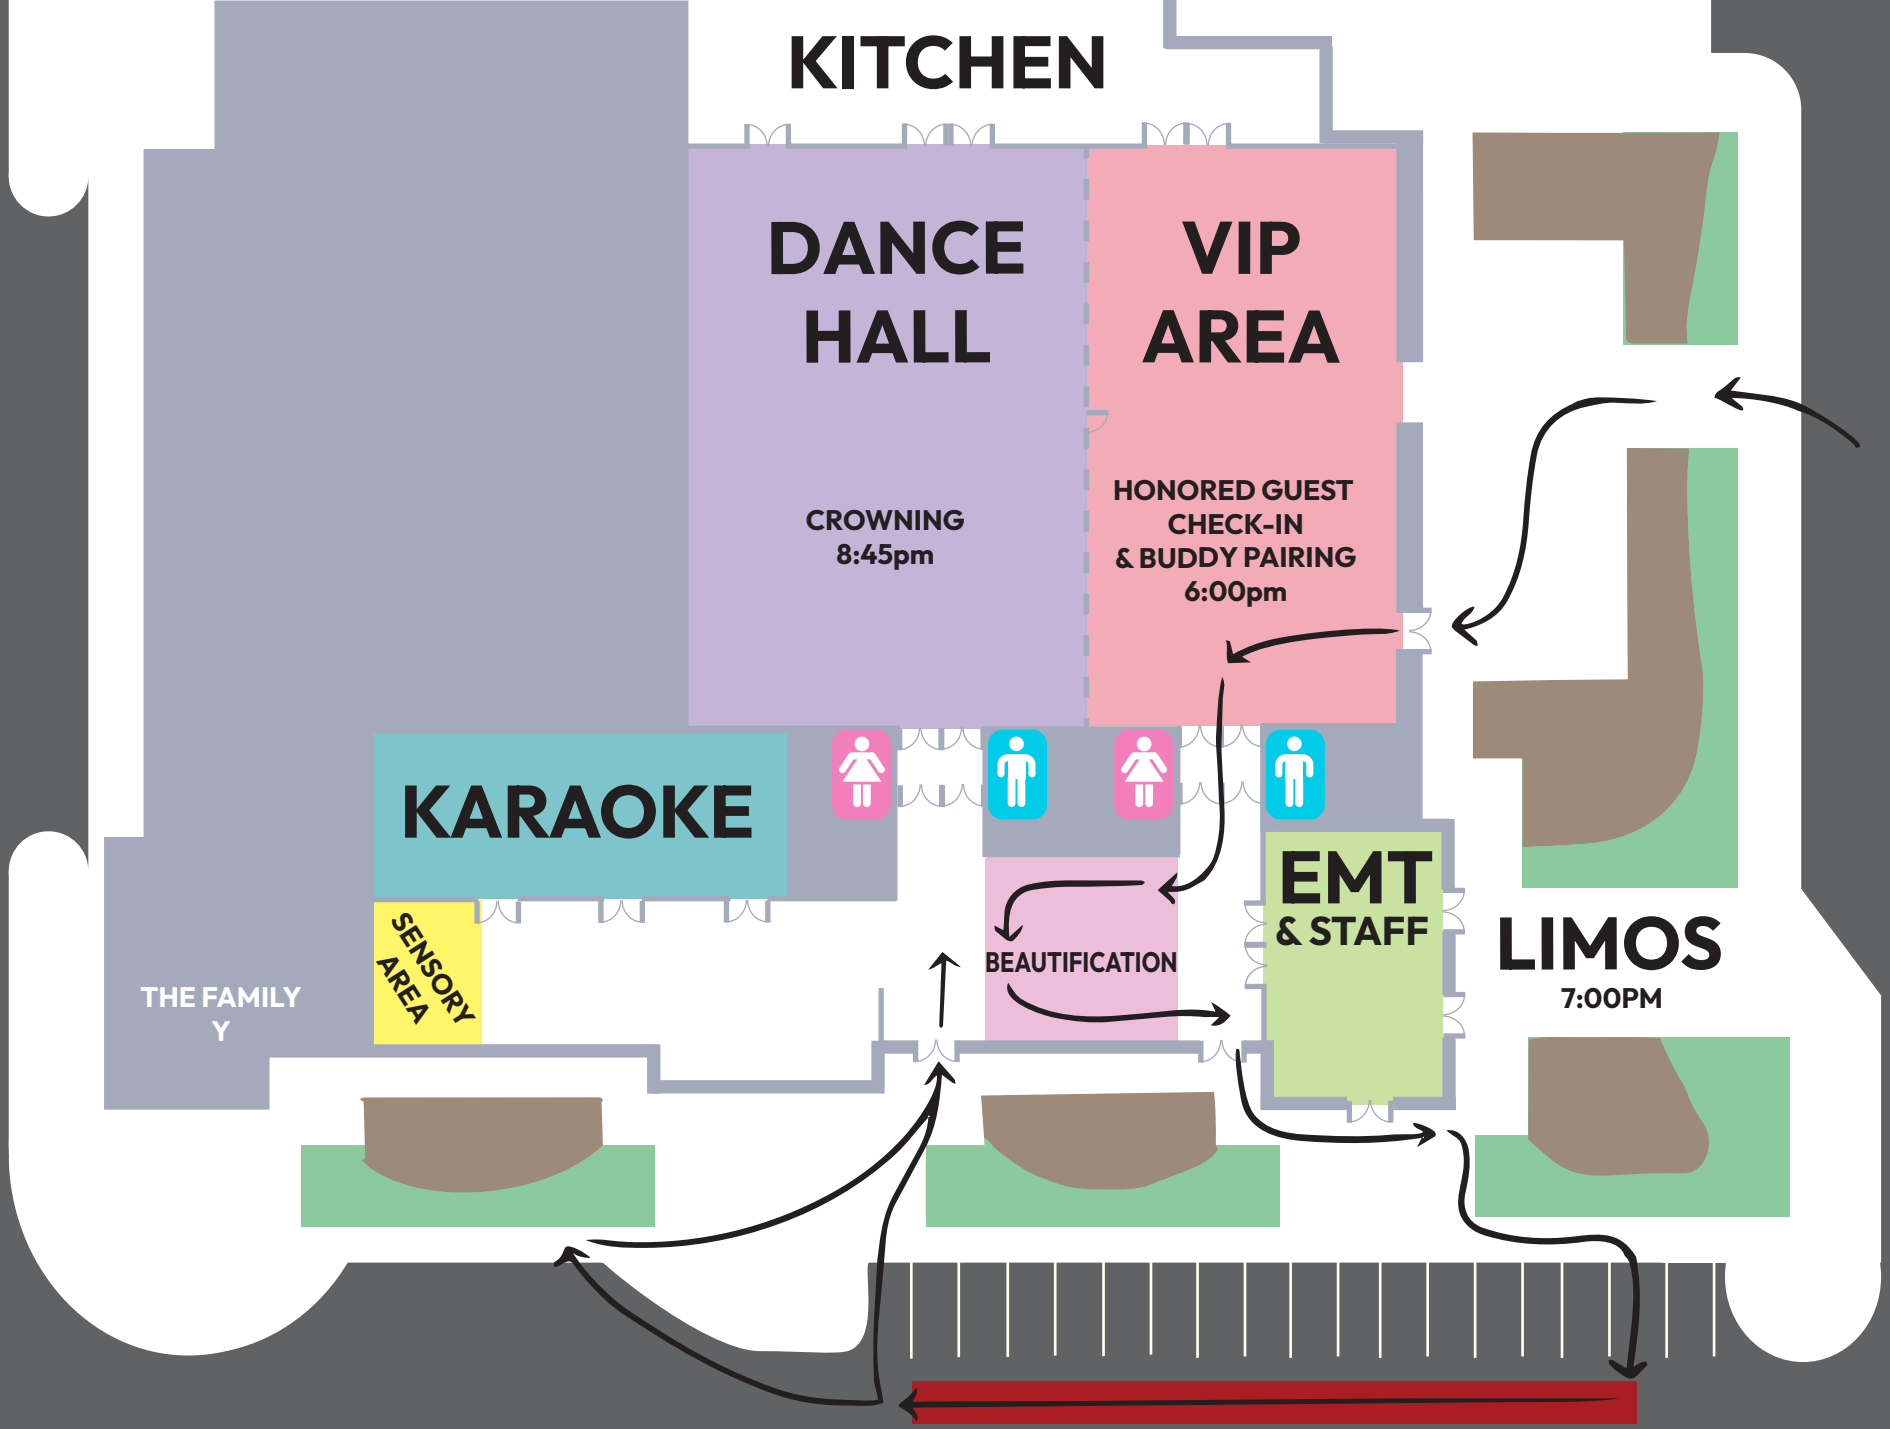 KITCHEN
DANCE
HALL
VIP
AREA
HONORED GUEST
CHECK-IN
& BUDDY PAIRING
6:00pm
CROWNING
8:45pm
KARAOKE
EMT
& STAFF
SENSORY
AREA
BEAUTIFICATION
LIMOS
7:00PM
THE FAMILY
Y